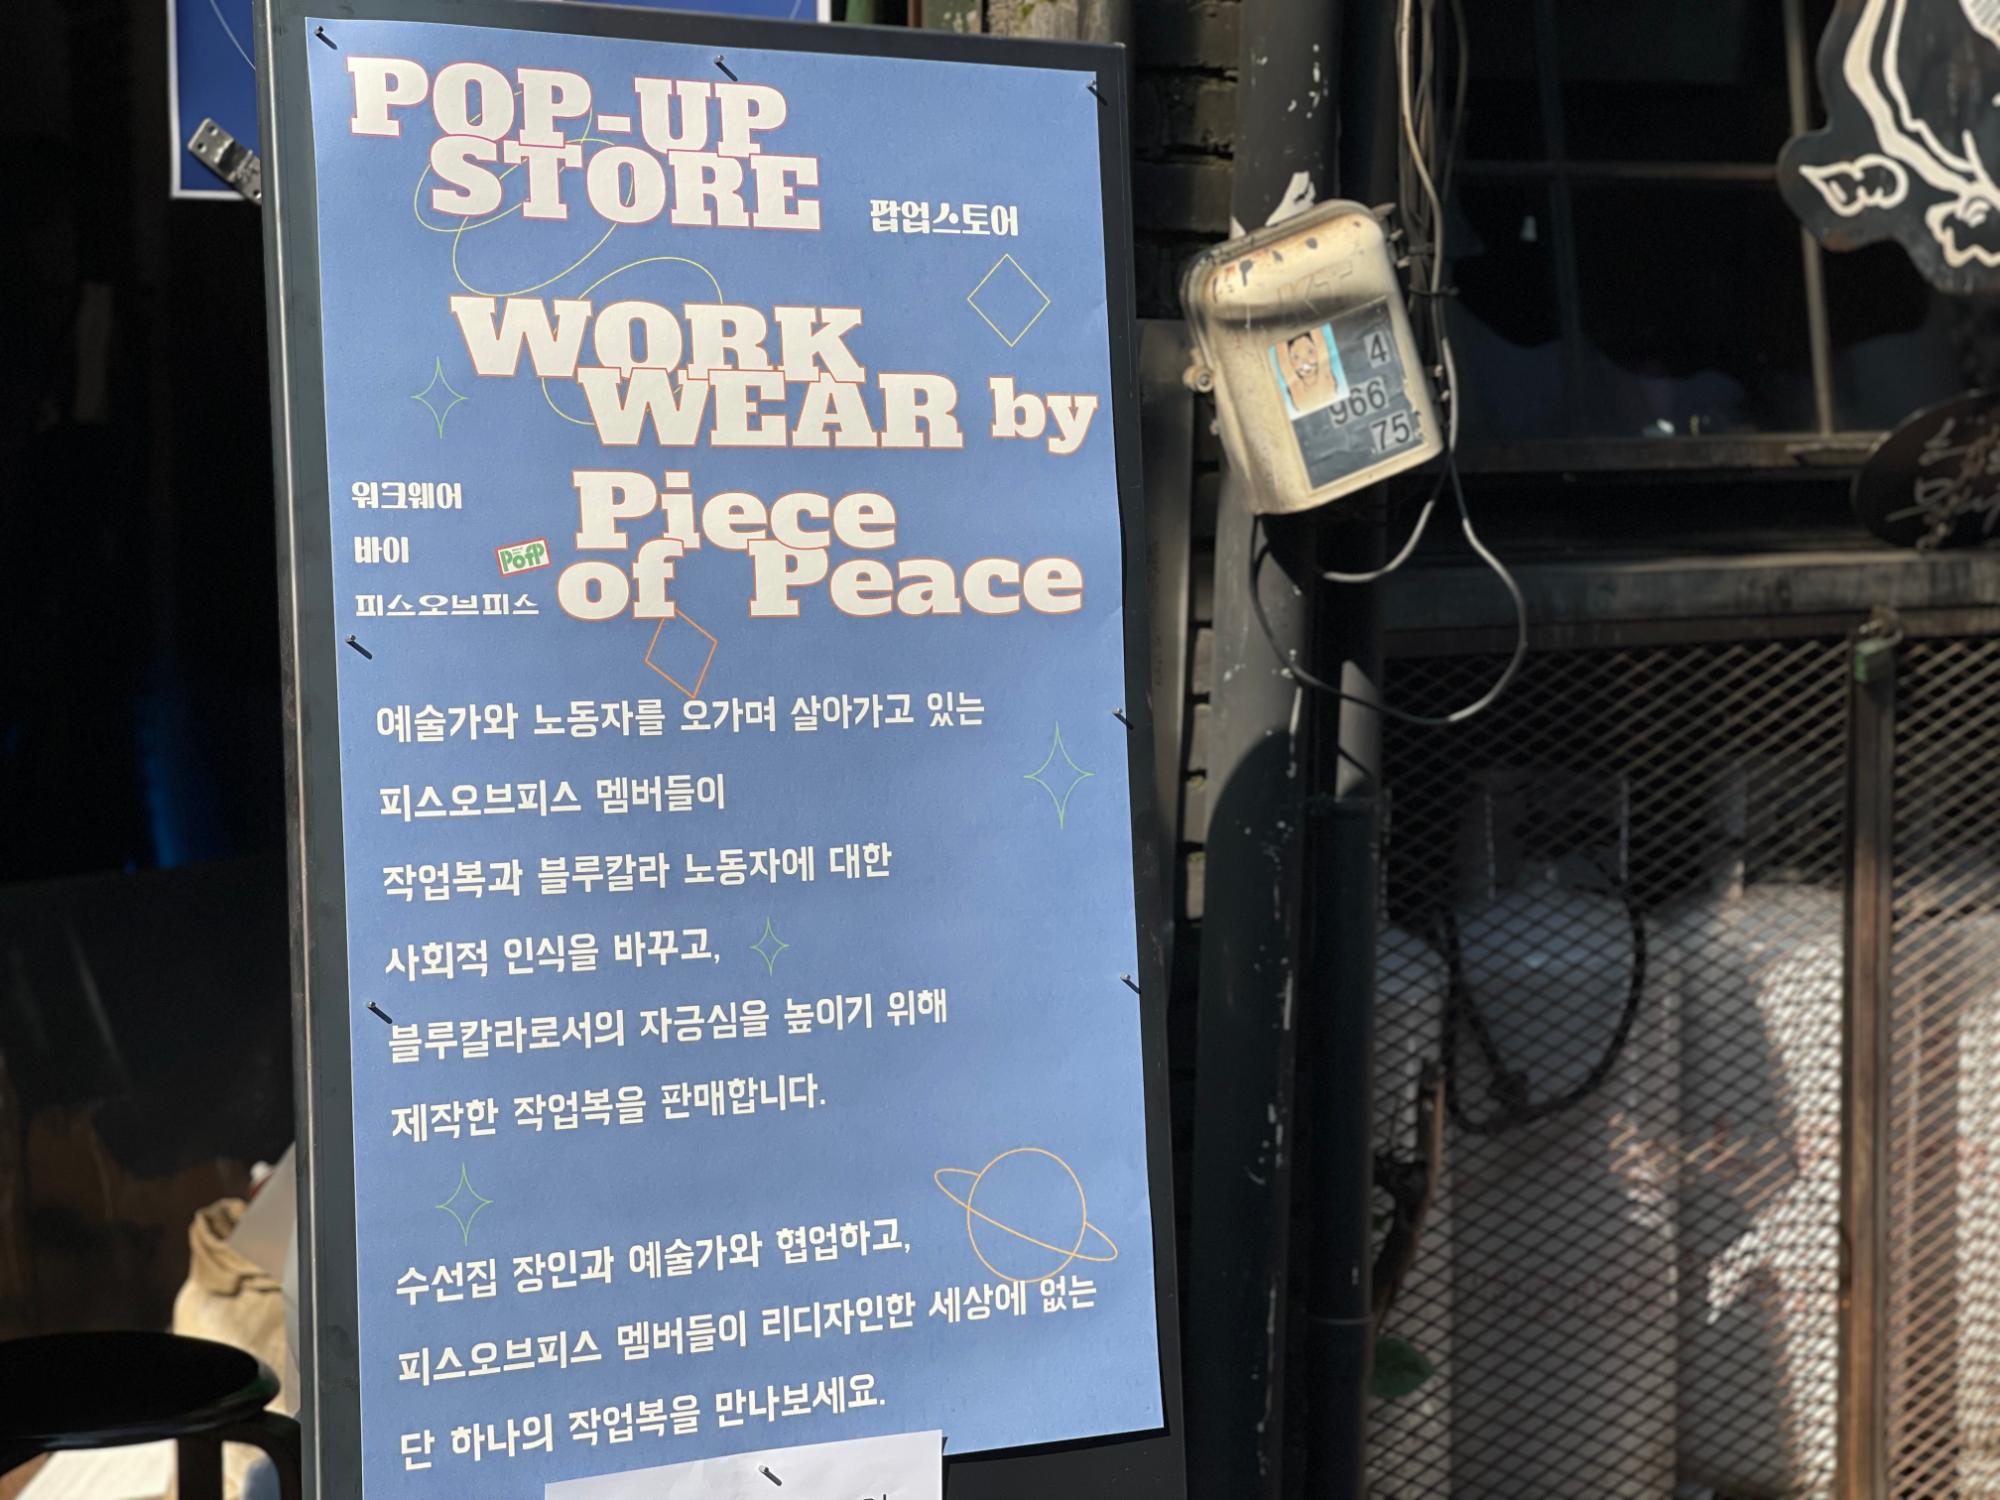 POP-UP
STORE
팝업스토어
WORK
WEAR by
Piece
of Peace
워크웨어
바이
피스오브피스
PofP
예술가와 노동자를 오가며 살아가고 있는
피스오브피스 멤버들이
작업복과 블루칼라 노동자에 대한
사회적 인식을 바꾸고,
블루칼라로서의 자긍심을 높이기 위해
제작한 작업복을 판매합니다.
수선집 장인과 예술가와 협업하고,
피스오브피스 멤버들이 리디자인한 세상에 없는
단 하나의 작업복을 만나보세요.
4
966
75